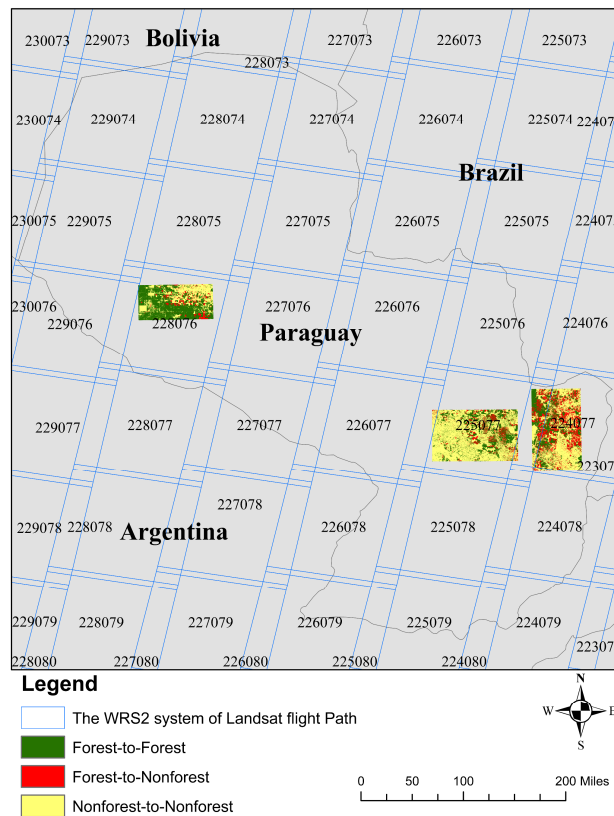 230073 229073 Bolivia 227073 226073 225073
228073
230074 229074 228074 227074 226074 225074 22407
Brazil
230075 229075 228075 227075 226075 225075 22407
230076 229076 228076 227076 226076 225076 224076
Paraguay
229077 228077 227077 226077 225077 224077
22307
227078
229078 228078 Argentina 226078 225078 224078
229079 228079 227079 226079 225079 224079
22307
228080 227080 226080 225080 224080
Legend
The WRS2 system of Landsat flight Path
Forest-to-Forest
Forest-to-Nonforest
Nonforest-to-Nonforest
N
W E
S
0 50 100 200 Miles